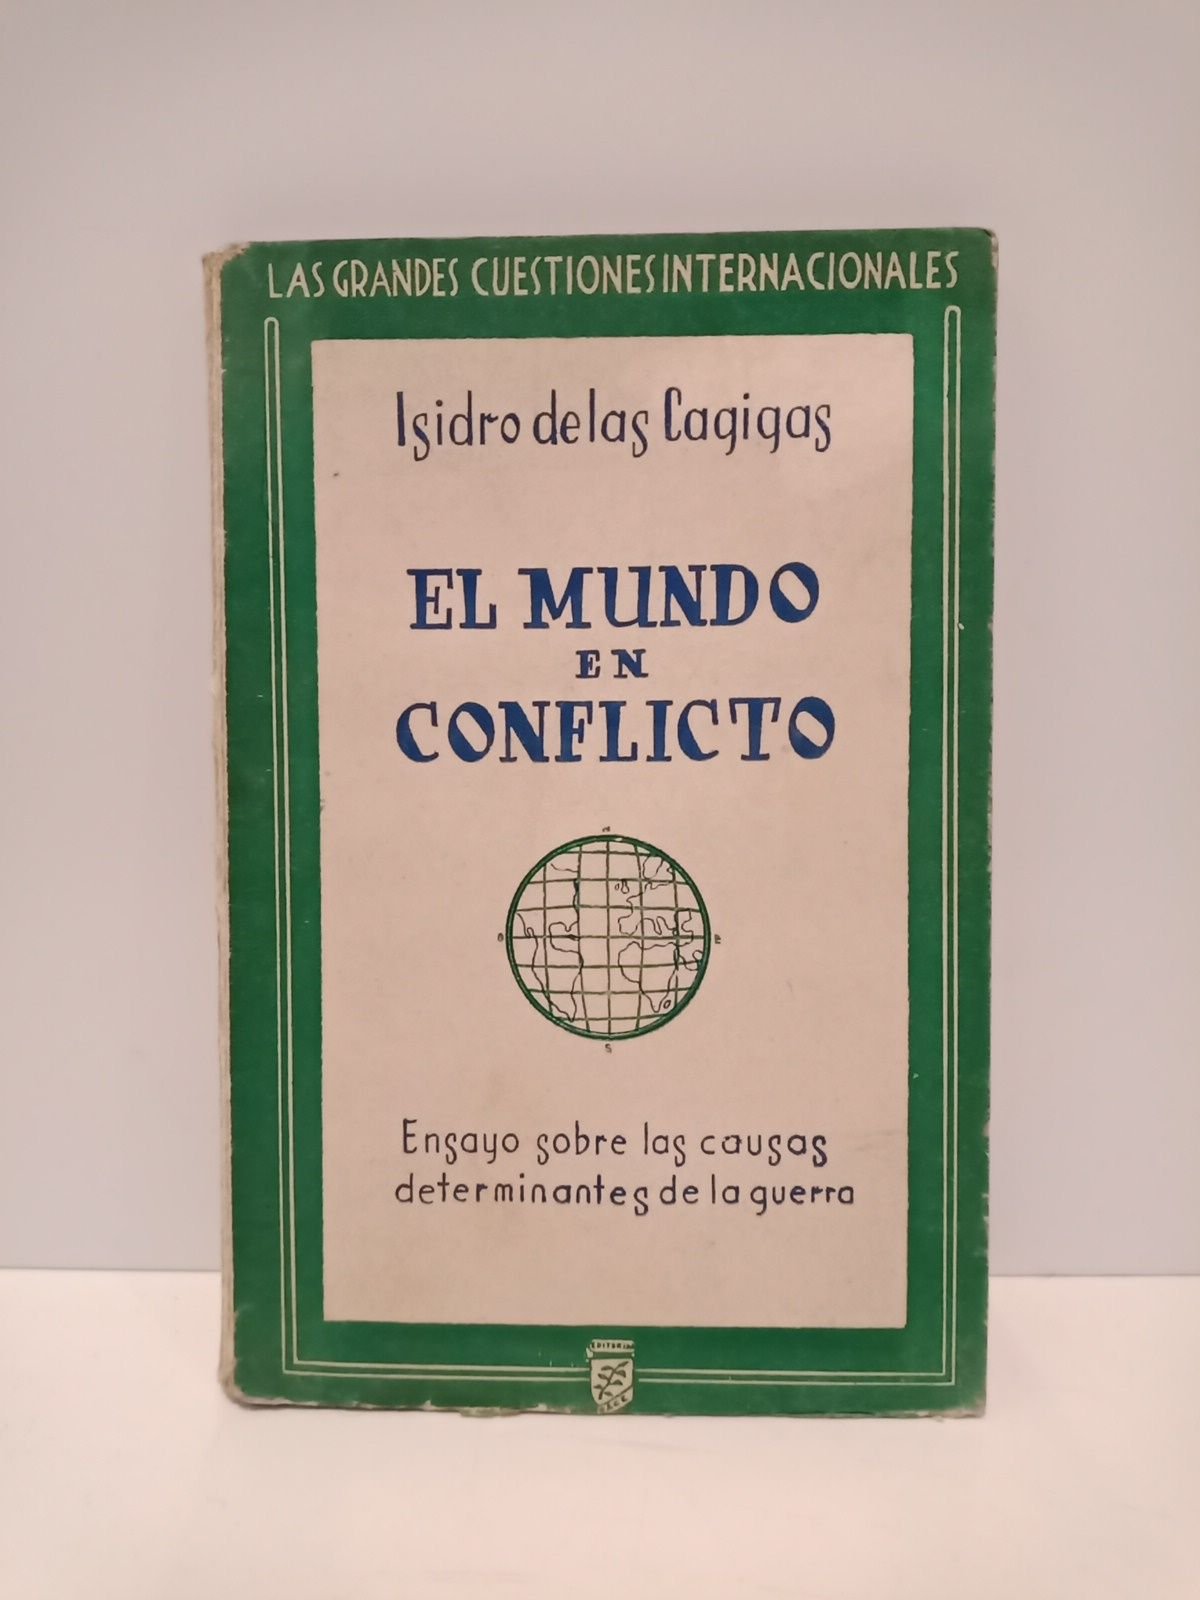 LAS GRANDES CUESTIONES INTERNACIONALES
Isidro de las Cagigas
EL MUNDO
EN
CONFLICTO
N
O
E
S
Ensayo sobre las causas
determinantes de la guerra
EDITORIAL